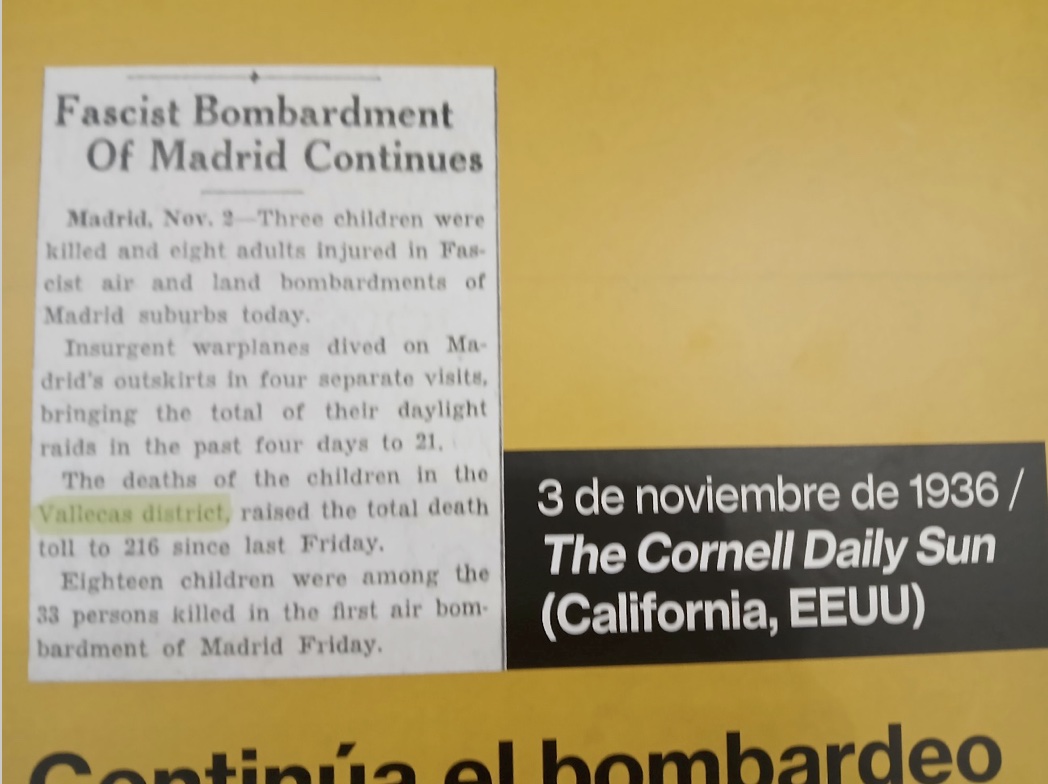 Fascist Bombardment
Of Madrid Continues
Madrid, Nov. 2—Three children were
killed and eight adults injured in Fas-
cist air and land bombardments of
Madrid suburbs today.
Insurgent warplanes dived on Ma-
drid's outskirts in four separate visits,
bringing the total of their daylight
raids in the past four days to 21.
The deaths of the children in the
Vallecas district, raised the total death
toll to 216 since last Friday.
Eighteen children were among the
33 persons killed in the first air bom-
bardment of Madrid Friday.
3 de noviembre de 1936 /
The Cornell Daily Sun
(California, EEUU)
Continúa el bombardeo